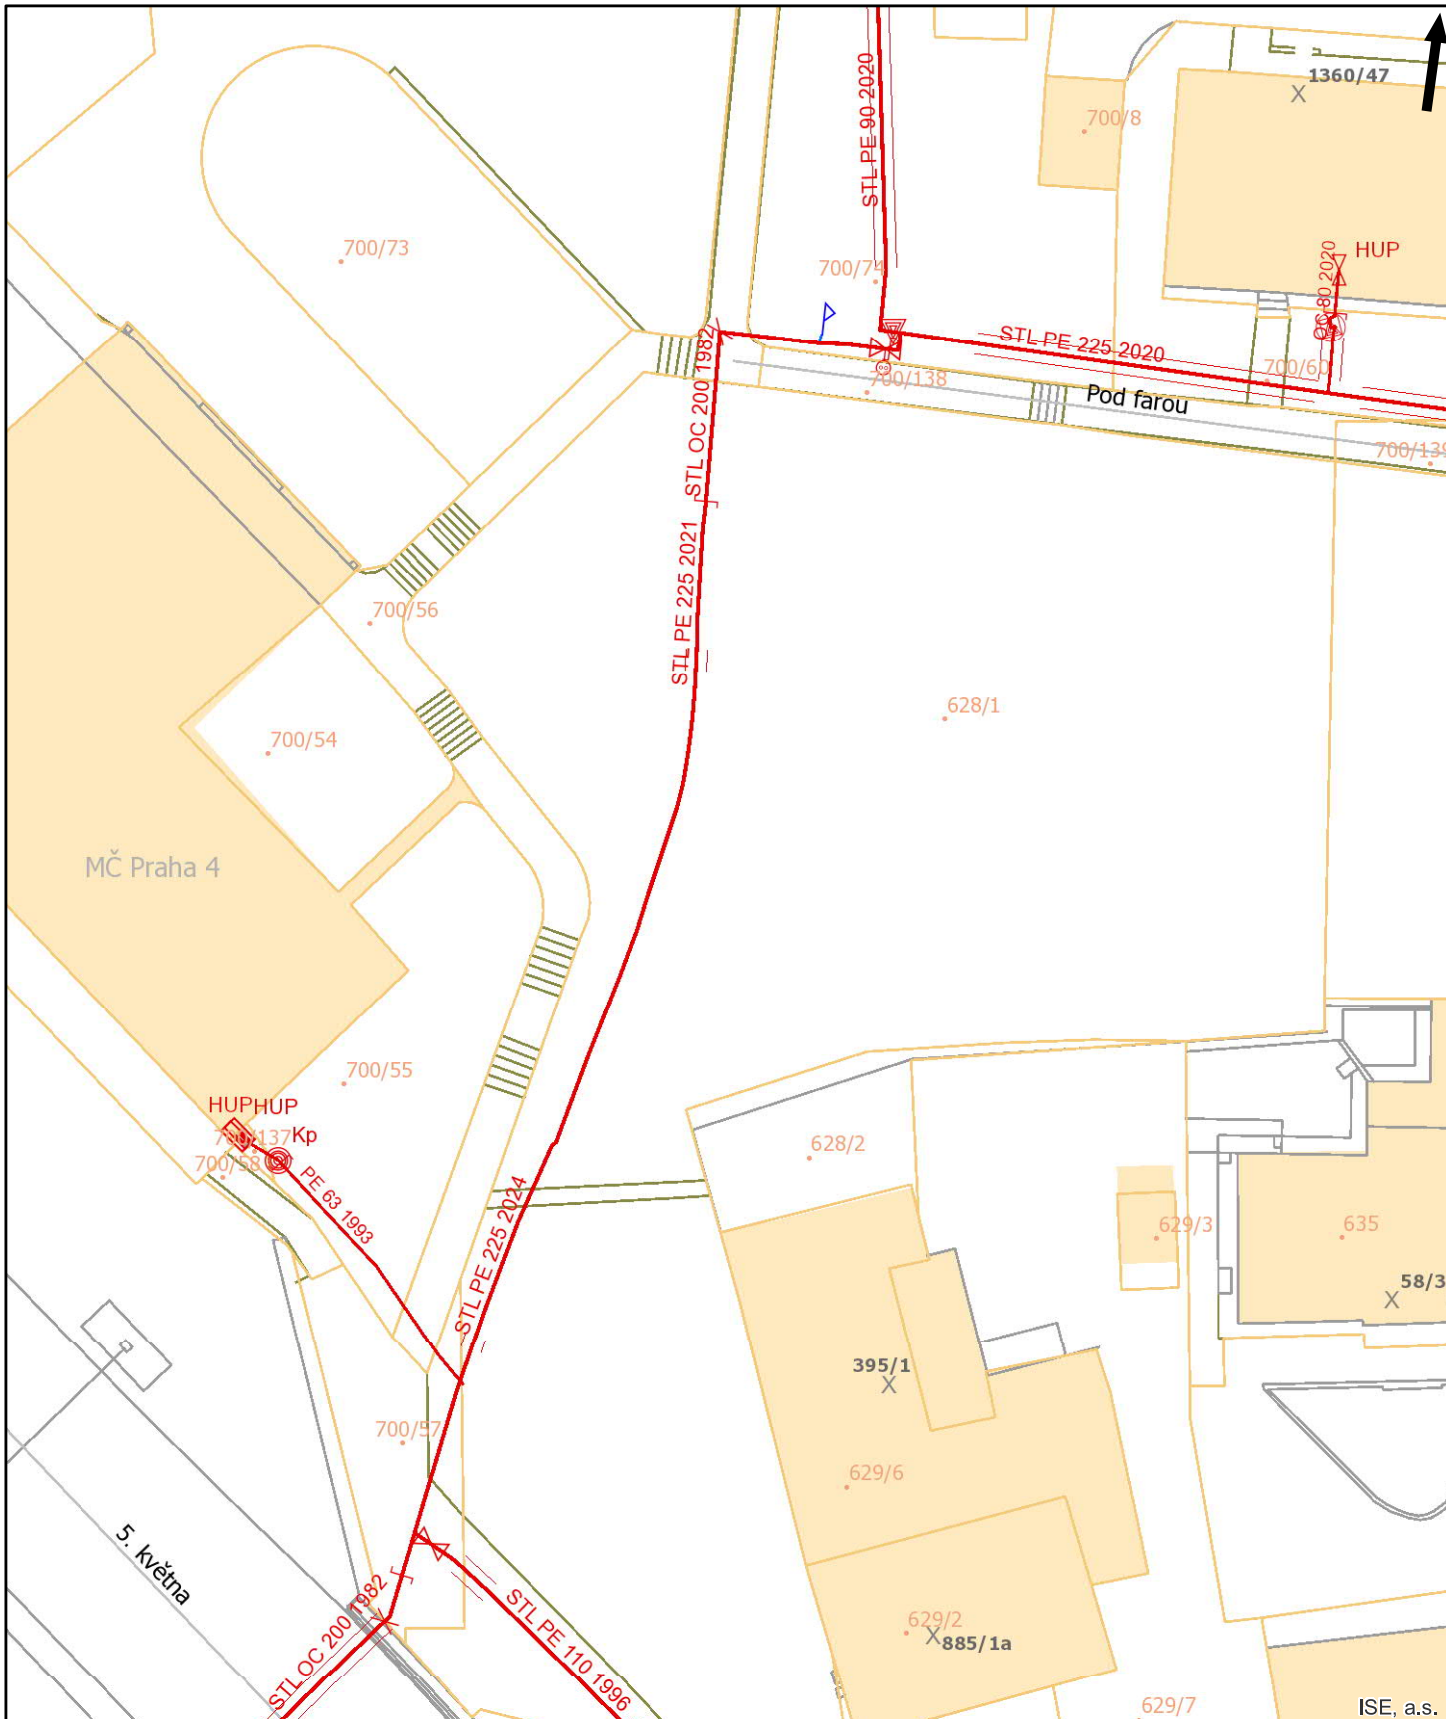 1360/47
STL PE 90 2020
700/8
700/73
HUP
OC 80 2020
700/74
STL PE 225 2020
700/60
700/138
Pod farou
STL OC 200 1982
700/139
STL PE 225 2021
700/56
628/1
700/54
MČ Praha 4
700/55
HUP
HUP
Kp
700/137
700/58
PE 63 1993
628/2
STL PE 225 2024
629/3
635
58/3
395/1
700/57
629/6
5. května
STL OC 200 1982
STL PE 110 1996
629/2
885/1a
629/7
ISE, a.s.